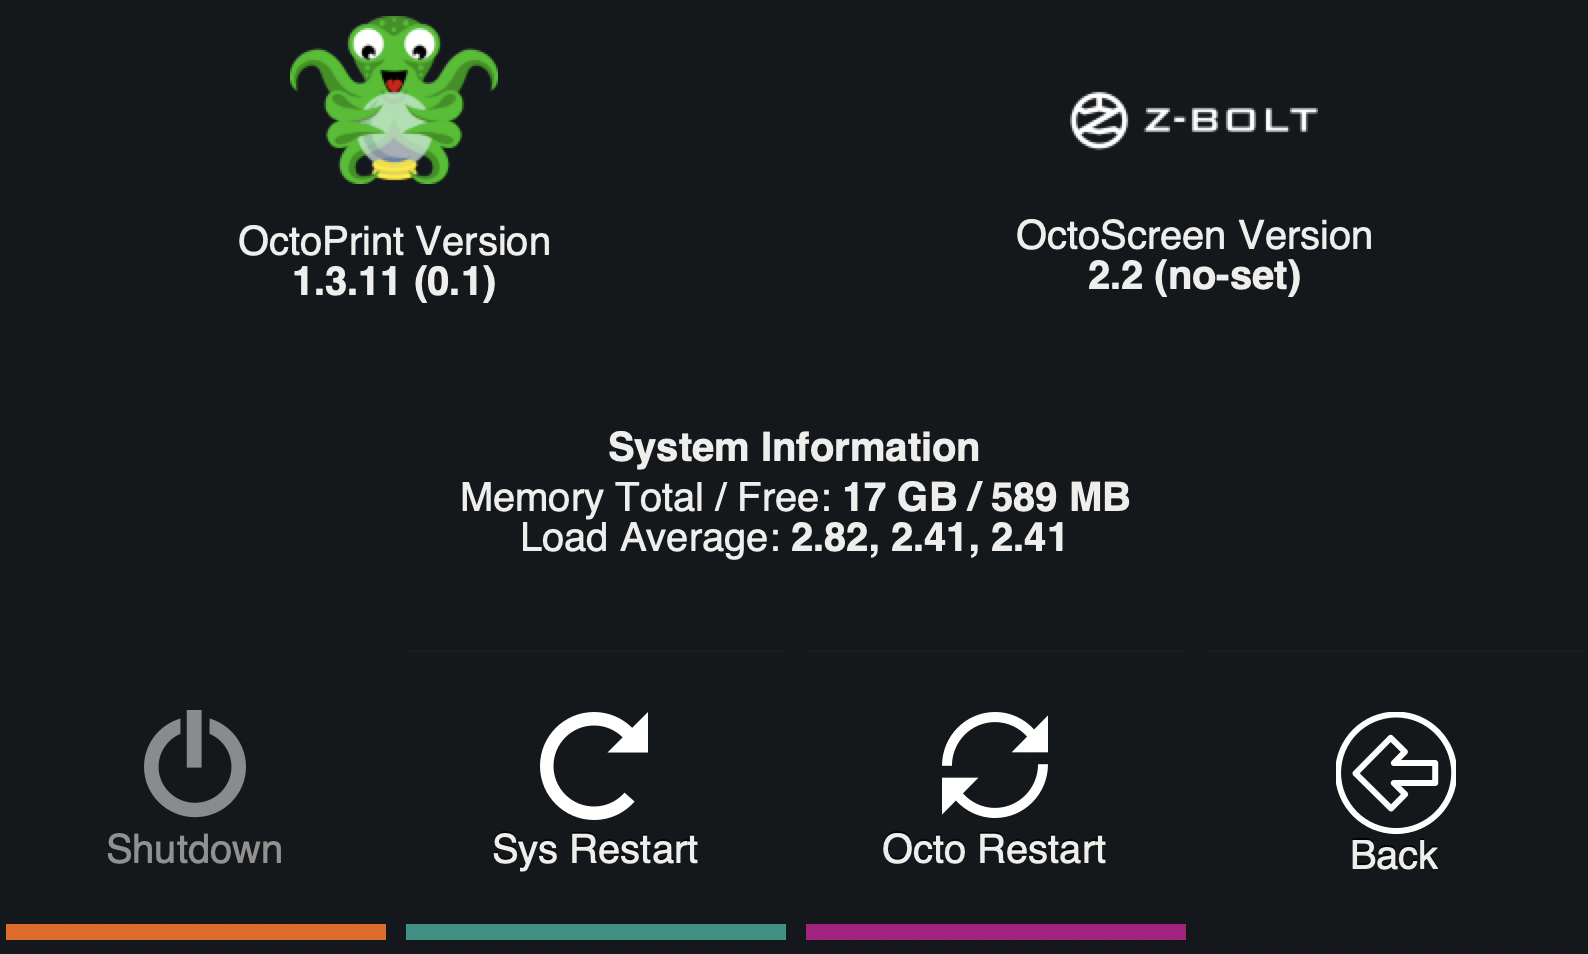 Z-BOLT
OctoPrint Version
1.3.11 (0.1)
OctoScreen Version
2.2 (no-set)
System Information
Memory Total / Free: 17 GB / 589 MB
Load Average: 2.82, 2.41, 2.41
Shutdown
Sys Restart
Octo Restart
Back